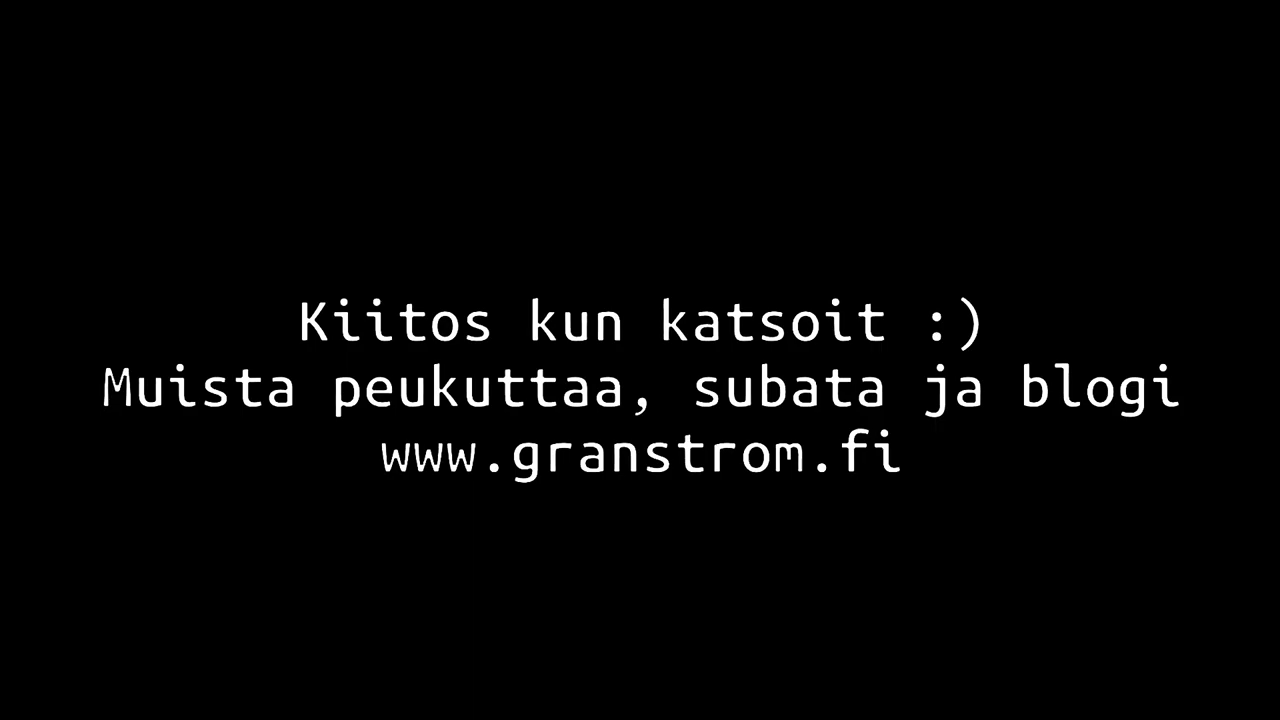 Kiitos kun katsoit :)
Muista peukuttaa, subata ja blogi
www.granstrom.fi